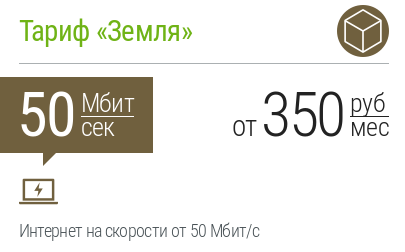 Тариф «Земля»
50 Мбит
сек
от 350 руб
мес
Интернет на скорости от 50 Мбит/с